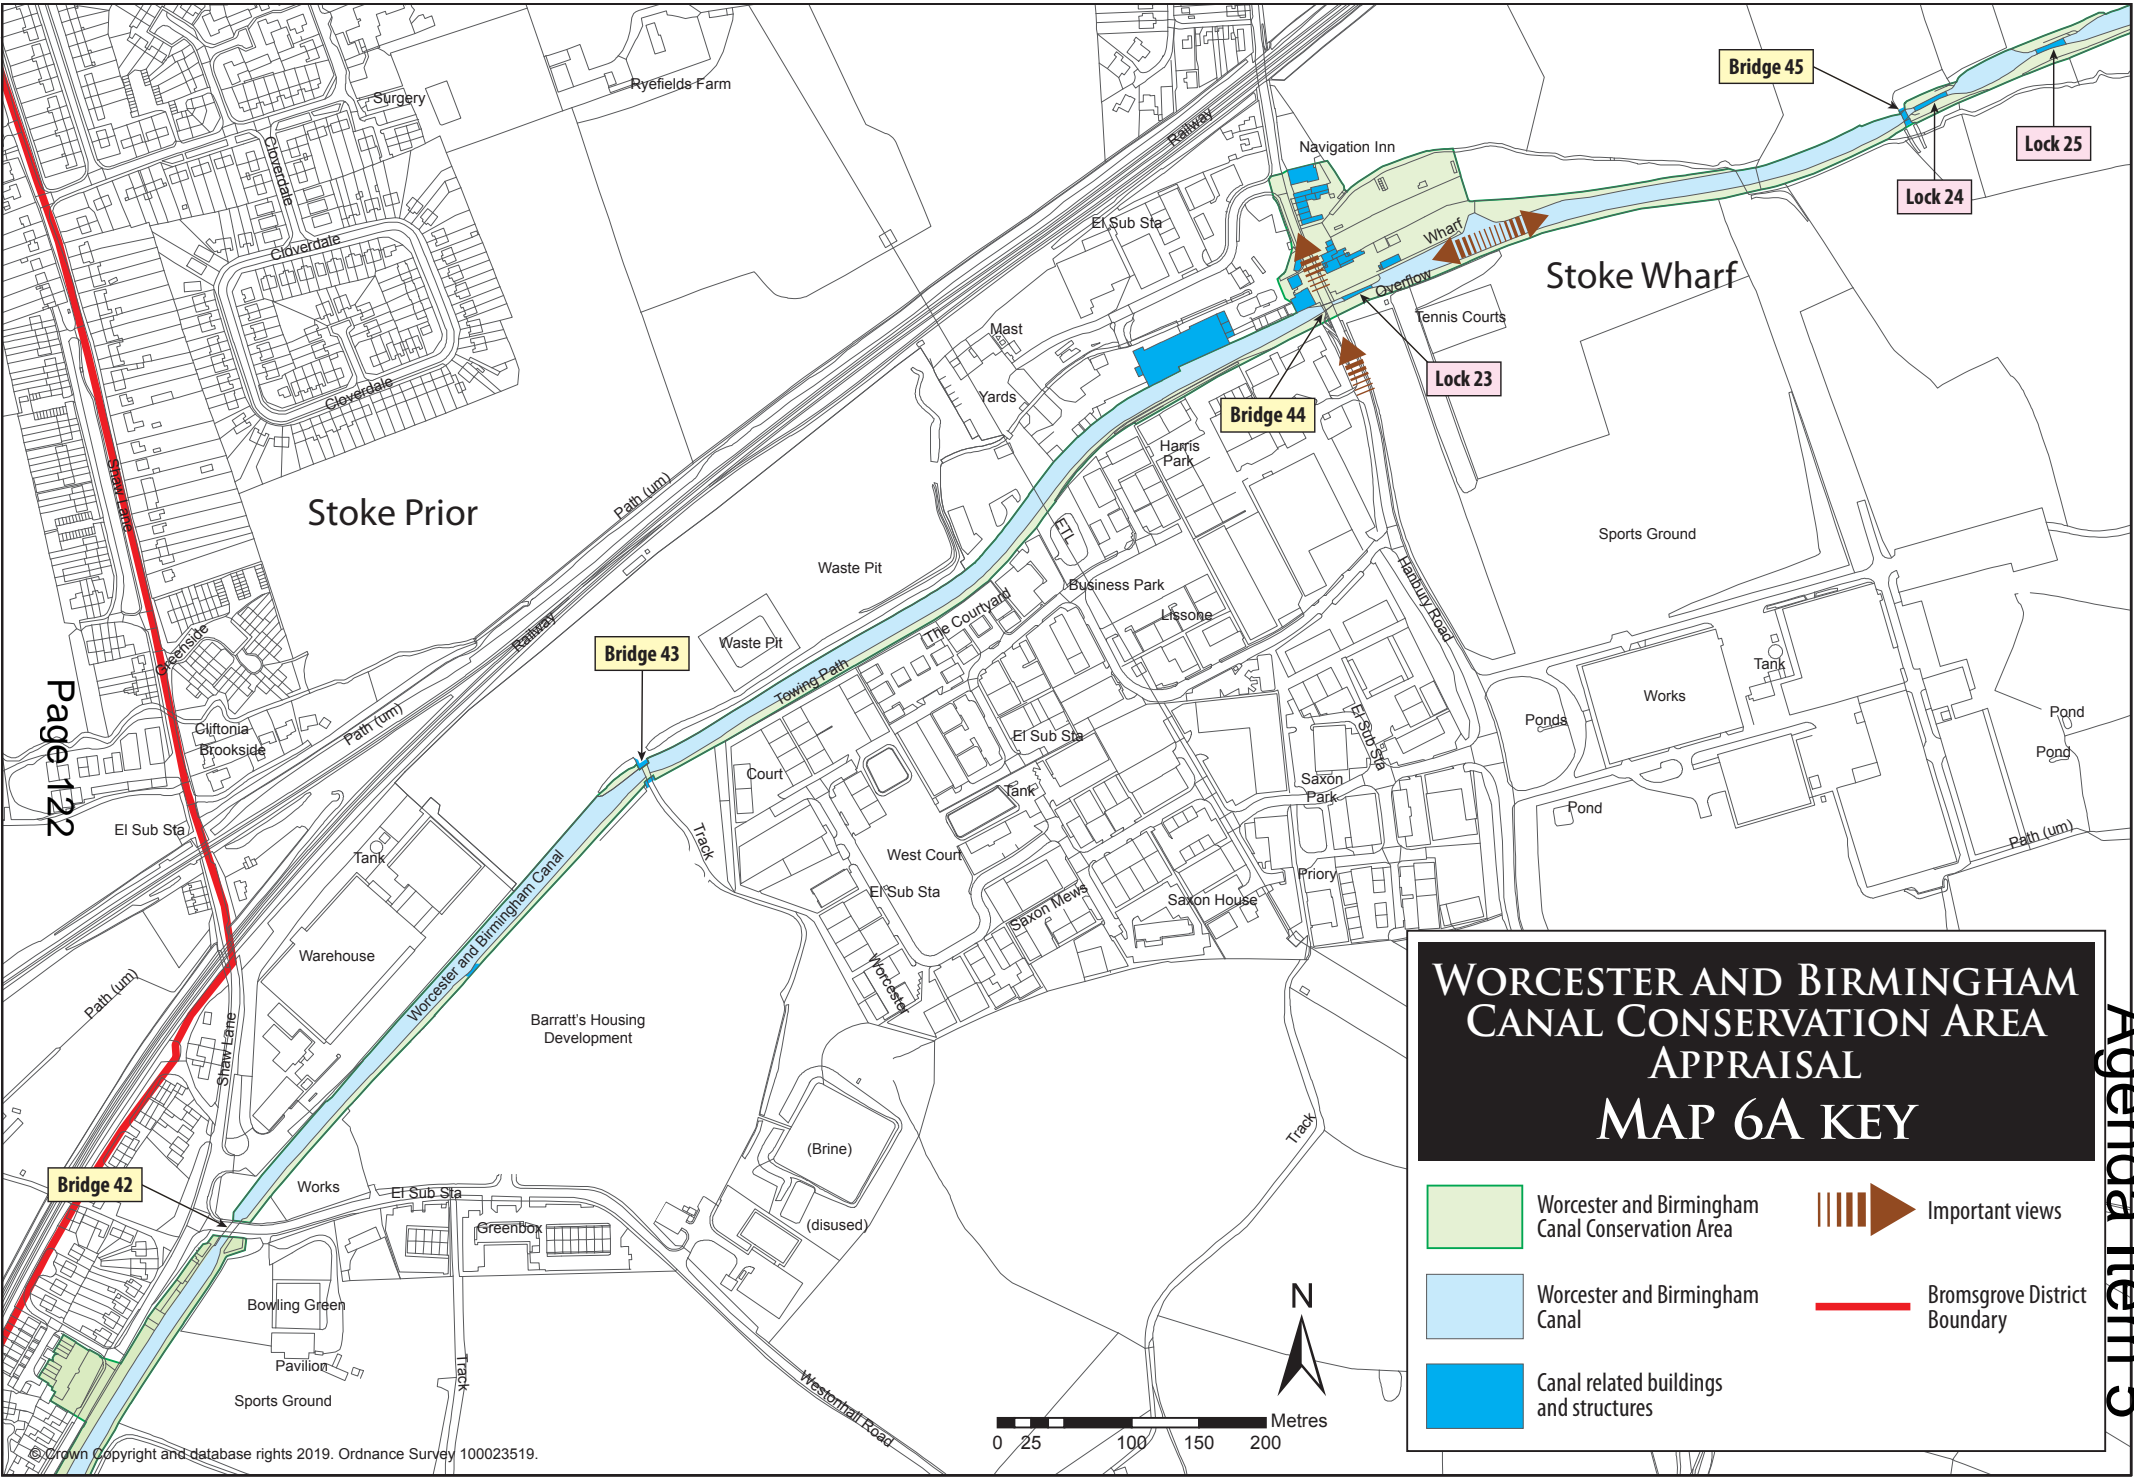 Surgery
Ryefields Farm
Railway
Bridge 45
Lock 25
Lock 24
Navigation Inn
Cloverdale
Cloverdale
Cloverdale
El Sub Sta
Wharf
Overflow
Stoke Wharf
Tennis Courts
Mast
Yards
Lock 23
Bridge 44
Harris
Park
Shaw Lane
Stoke Prior
Path (um)
ETL
Sports Ground
Waste Pit
Business Park
Lissone
Hanbury Road
The Courtyard
Railway
Greenside
Waste Pit
Bridge 43
Towing Path
Tank
Works
Ponds
Pond
Pond
Page 122
Cliftonia
Brookside
Path (um)
El Sub Sta
El Sub Sta
Court
Tank
Saxon
Park
Pond
Path (um)
El Sub Sta
Tank
Track
West Court
El Sub Sta
Priory
Saxon Mews
Saxon House
Worcester and Birmingham Canal
Warehouse
Worcester
Path (um)
Shaw Lane
Barratt's Housing
Development
Track
(Brine)
(disused)
Bridge 42
Works
El Sub Sta
Greenbox
Bowling Green
Pavilion
Sports Ground
Track
Westonhall Road
N
Metres
0 25 100 150 200
© Crown Copyright and database rights 2019. Ordnance Survey 100023519.
Worcester and Birmingham
Canal Conservation Area
Appraisal
Map 6A key
Worcester and Birmingham
Canal Conservation Area
Important views
Worcester and Birmingham
Canal
Bromsgrove District
Boundary
Canal related buildings
and structures
Agenda Item 5